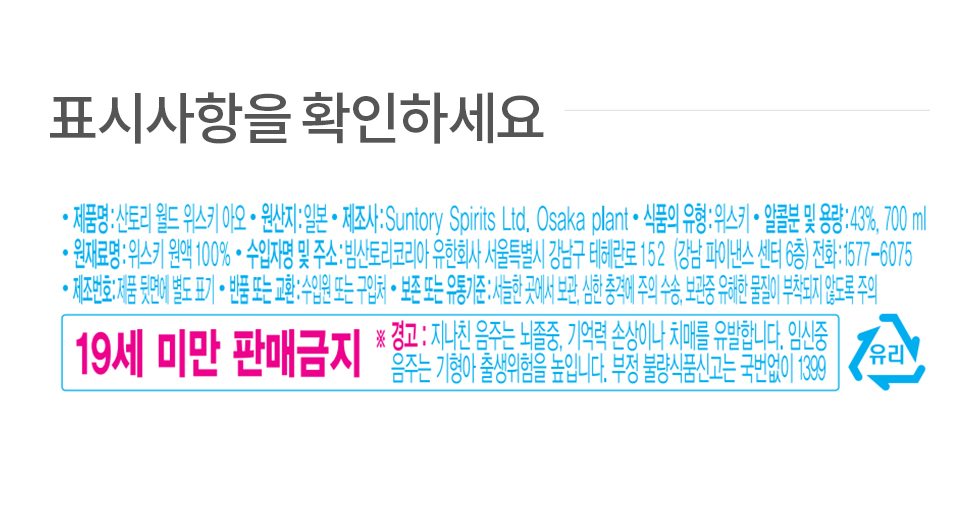 표시사항을 확인하세요
• 제품명 : 산토리 월드 위스키 아오 • 원산지 : 일본 • 제조사 : Suntory Spirits Ltd. Osaka plant • 식품의 유형 : 위스키 • 알콜분 및 용량 : 43%, 700 ml
• 원재료명 : 위스키 원액 100% • 수입자명 및 주소 : 빔산토리코리아 유한회사 서울특별시 강남구 테헤란로 152 (강남 파이낸스 센터 6층) 전화 : 1577-6075
• 제조번호 : 제품 뒷면에 별도 표기 • 반품 또는 교환 : 수입원 또는 구입처 • 보존 또는 유통기준 : 서늘한 곳에서 보관, 심한 충격에 주의 수송, 보관중 유해한 물질이 부착되지 않도록 주의
19세 미만 판매금지
※ 경고 : 지나친 음주는 뇌졸중, 기억력 손상이나 치매를 유발합니다. 임신중
음주는 기형아 출생위험을 높입니다. 부정 불량식품신고는 국번없이 1399
유리